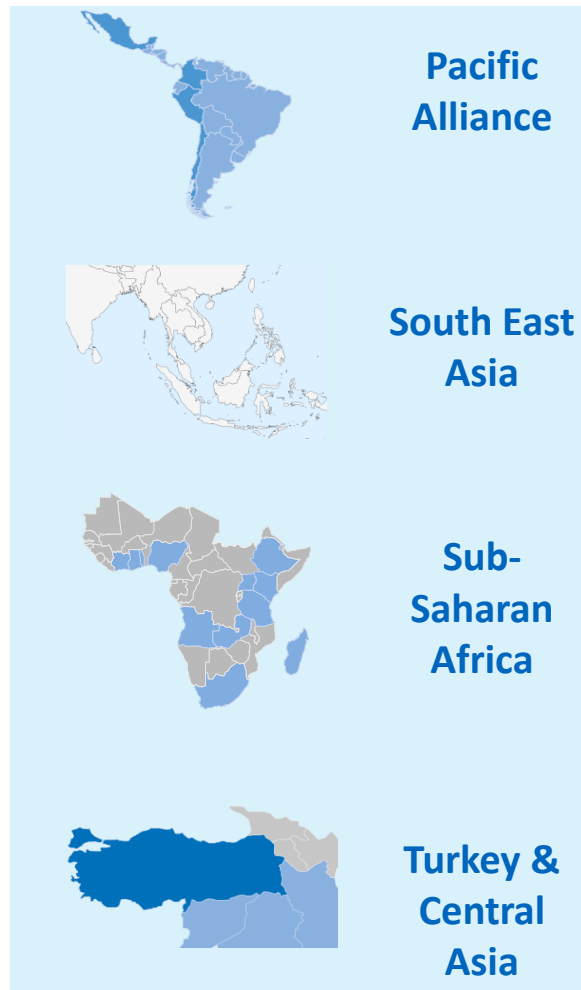 Pacific
Alliance
South East
Asia
Sub-
Saharan
Africa
Turkey &
Central
Asia